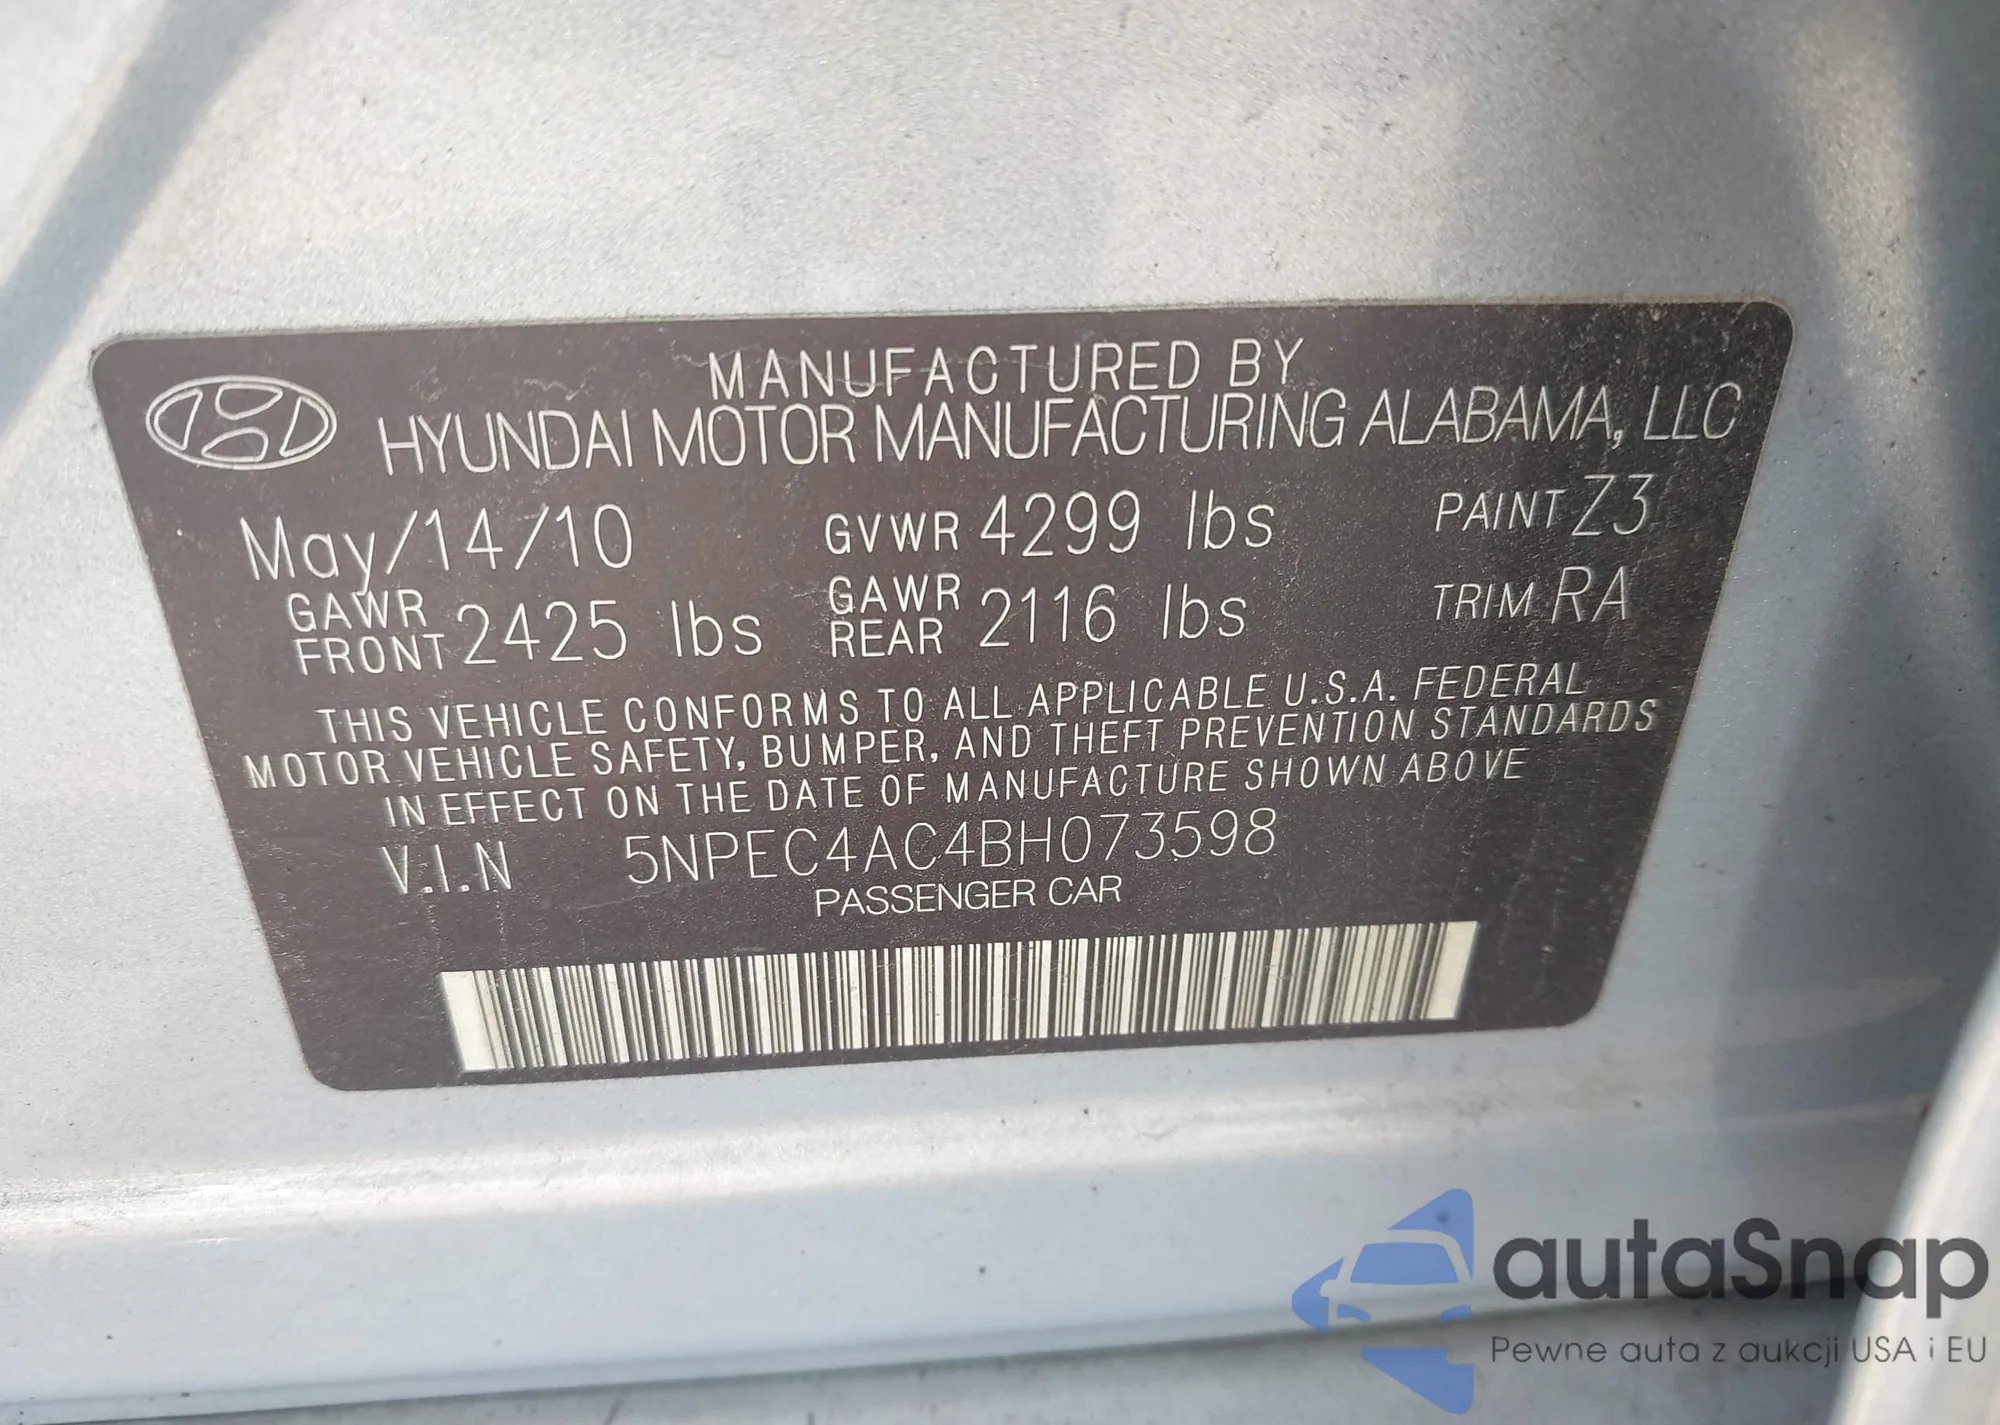 MANUFACTURED BY
HYUNDAI MOTOR MANUFACTURING ALABAMA, LLC
May/14/10 GVWR 4299 lbs PAINT Z3
GAWR FRONT 2425 lbs GAWR REAR 2116 lbs TRIM RA
THIS VEHICLE CONFORMS TO ALL APPLICABLE U.S.A. FEDERAL
MOTOR VEHICLE SAFETY, BUMPER, AND THEFT PREVENTION STANDARDS
IN EFFECT ON THE DATE OF MANUFACTURE SHOWN ABOVE
V.I.N 5NPEC4AC4BH073598
PASSENGER CAR
autaSnap
Pewne auta z aukcji USA i EU